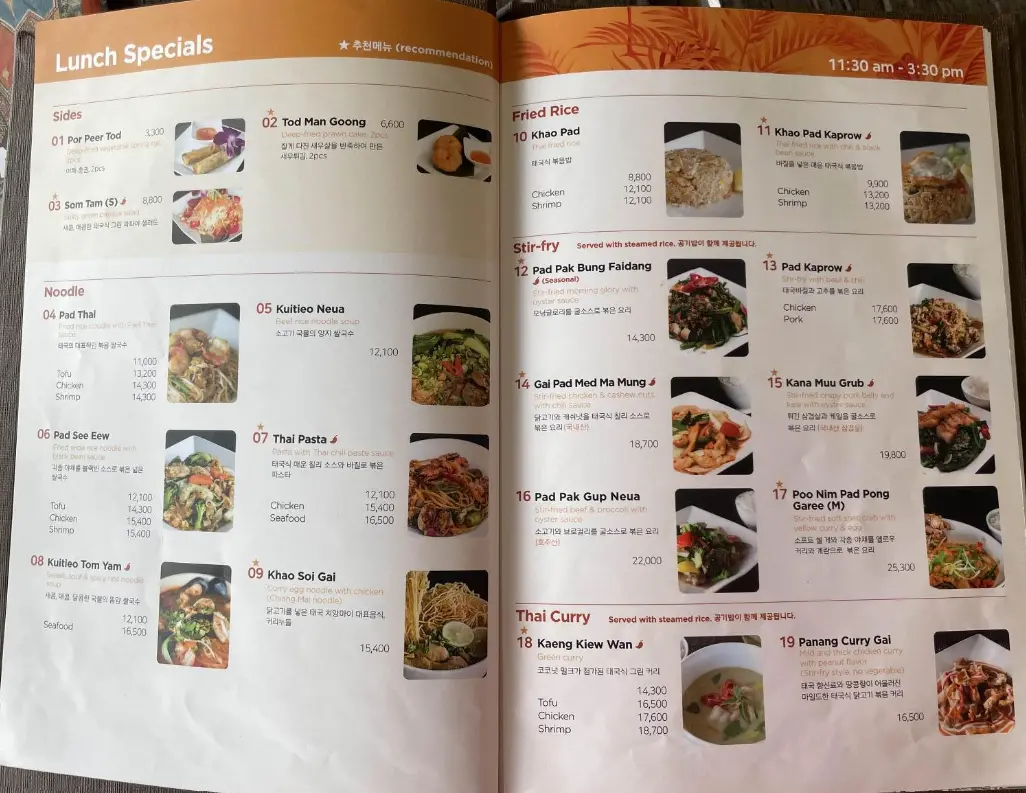 Lunch Specials
★ 추천메뉴 (recommendation)
Sides
01 Por Peer Tod 3,300
Deep-fried vegetable spring roll,
2pcs
야채 춘권, 2pcs
★
02 Tod Man Goong 6,600
Deep-fried prawn cake, 2pcs
잘게 다진 새우살을 반죽하여 만든
새우튀김, 2pcs
★
03 Som Tam (S) 8,800
Spicy green papaya salad
새콤, 매콤한 태국식 그린 파파야 샐러드
Noodle
04 Pad Thai
Fried rice noodle with Pad Thai
sauce
태국의 대표적인 볶음 쌀국수
11,000
Tofu 13,200
Chicken 14,300
Shrimp 14,300
05 Kuitieo Neua
Beef rice noodle soup
소고기 국물의 양지 쌀국수
12,100
06 Pad See Eew
Fried wide rice noodle with
black bean sauce
각종 야채를 블랙빈 소스로 볶은 넓은
쌀국수
12,100
Tofu 14,300
Chicken 15,400
Shrimp 15,400
★
07 Thai Pasta
Pasta with Thai chili paste sauce
태국식 매운 칠리 소스와 바질로 볶은
파스타
12,100
Chicken 15,400
Seafood 16,500
08 Kuitieo Tom Yam
Sweet, sour & spicy rice noodle
soup
새콤, 매콤, 달콤한 국물의 똠얌 쌀국수
12,100
Seafood 16,500
★
09 Khao Soi Gai
Curry egg noodle with chicken
(Chiang Mai noodle)
닭고기를 넣은 태국 치앙마이 대표음식,
커리누들
15,400
11:30 am - 3:30 pm
Fried Rice
10 Khao Pad
Thai fried rice
태국식 볶음밥
8,800
Chicken 12,100
Shrimp 12,100
★
11 Khao Pad Kaprow
Thai fried rice with chili & black
bean sauce
바질을 넣은 매운 태국식 볶음밥
9,900
Chicken 13,200
Shrimp 13,200
Stir-fry Served with steamed rice. 공기밥이 함께 제공됩니다.
★
12 Pad Pak Bung Faidang
(Seasonal)
Stir-fried morning glory with
oyster sauce
모닝글로리를 굴소스로 볶은 요리
14,300
★
13 Pad Kaprow
Stir-fry with basil & chili
태국바질과 고추를 볶은 요리
Chicken 17,600
Pork 17,600
★
14 Gai Pad Med Ma Mung
Stir-fried chicken & cashew nuts
with chili sauce
닭고기와 캐쉬넛을 태국식 칠리 소스로
볶은 요리 (국내산)
18,700
★
15 Kana Muu Grub
Stir-fried crispy pork belly and
kale with oyster sauce
튀긴 삼겹살과 케일을 굴소스로
볶은 요리 (국내산 삼겹살)
19,800
16 Pad Pak Gup Neua
Stir-fried beef & broccoli with
oyster sauce
소고기와 브로컬리를 굴소스로 볶은 요리
(호주산)
22,000
★
17 Poo Nim Pad Pong
Garee (M)
Stir-fried soft shell crab with
yellow curry & egg
소프트 쉘 게와 각종 야채를 옐로우
커리와 계란으로 볶은 요리
25,300
Thai Curry Served with steamed rice. 공기밥이 함께 제공됩니다.
★
18 Kaeng Kiew Wan
Green curry
코코넛 밀크가 첨가된 태국식 그린 커리
14,300
Tofu 16,500
Chicken 17,600
Shrimp 18,700
19 Panang Curry Gai
Mild and thick chicken curry
with peanut flavor
(Stir-fry style, no vegetable)
태국 향신료와 땅콩향이 어울러진
마일드한 태국식 닭고기 볶음 커리
16,500